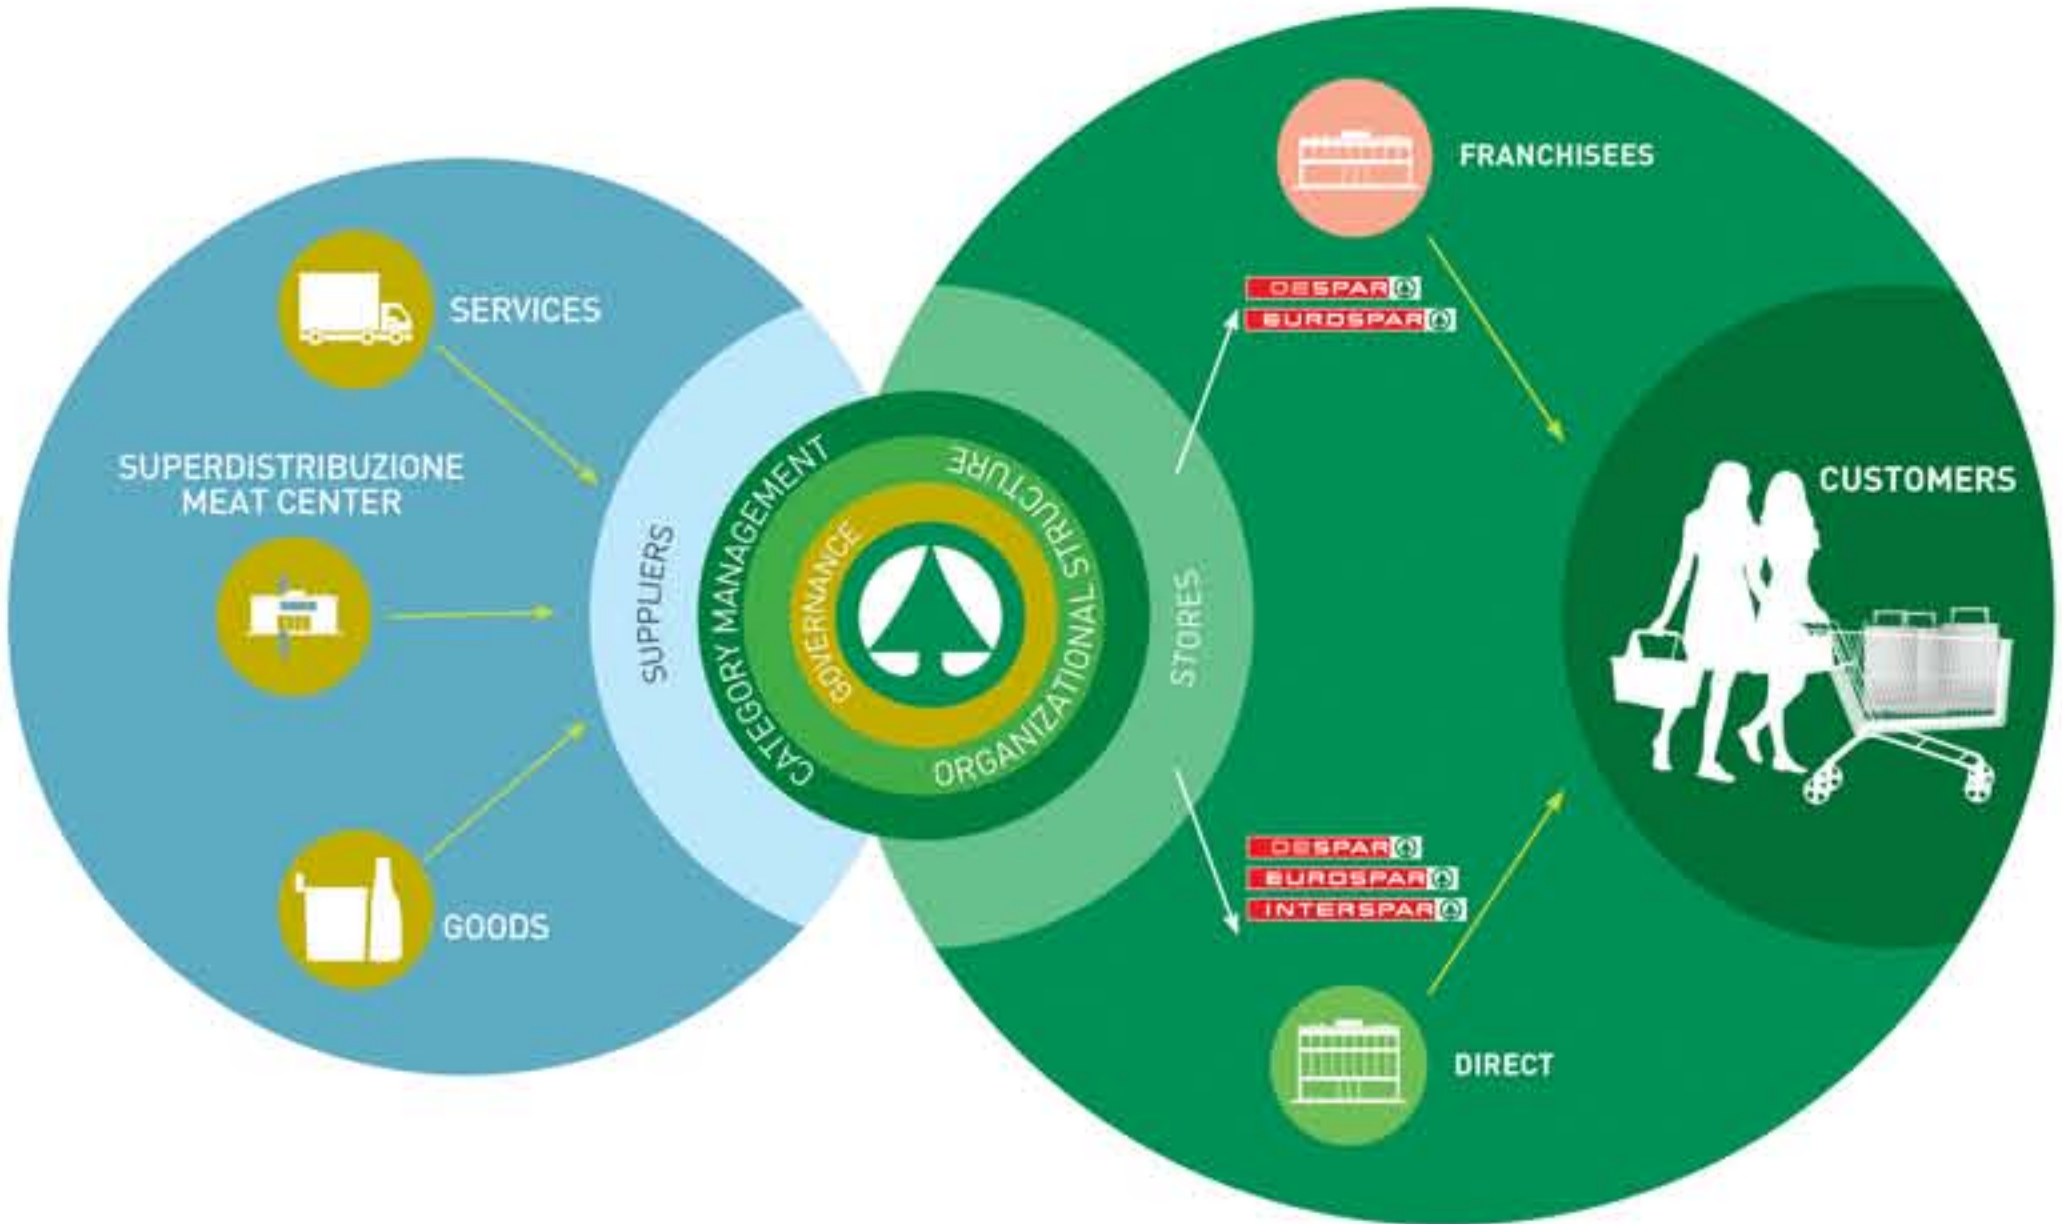 SERVICES
SUPERDISTRIBUZIONE
MEAT CENTER
GOODS
SUPPLIERS
CATEGORY MANAGEMENT
GOVERNANCE
ORGANIZATIONAL STRUCTURE
STORES
FRANCHISEES
DESPAR
EUROSPAR
DESPAR
EUROSPAR
INTERSPAR
DIRECT
CUSTOMERS